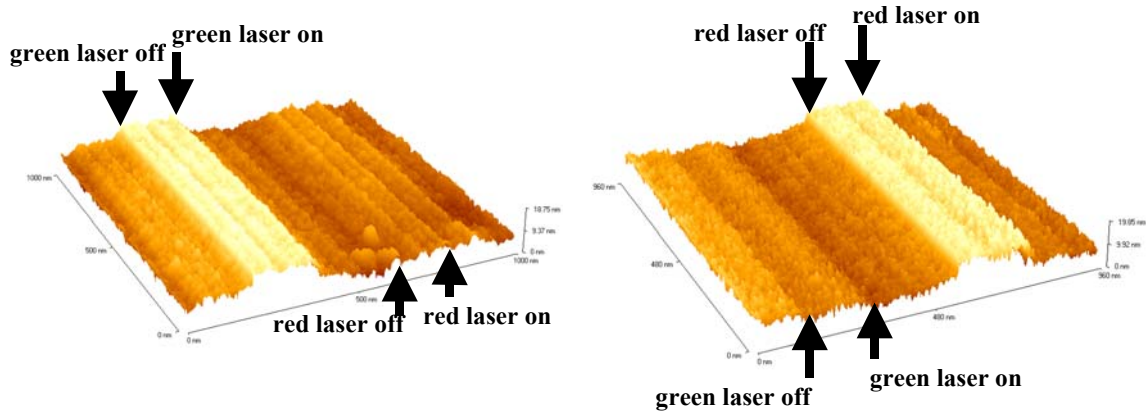 green laser off
green laser on
red laser off
red laser on
1000 nm
500 nm
0 nm
0 nm
500 nm
1000 nm
18.75 nm
9.37 nm
0 nm
red laser off
red laser on
960 nm
480 nm
0 nm
0 nm
480 nm
960 nm
19.85 nm
9.92 nm
0 nm
green laser off
green laser on